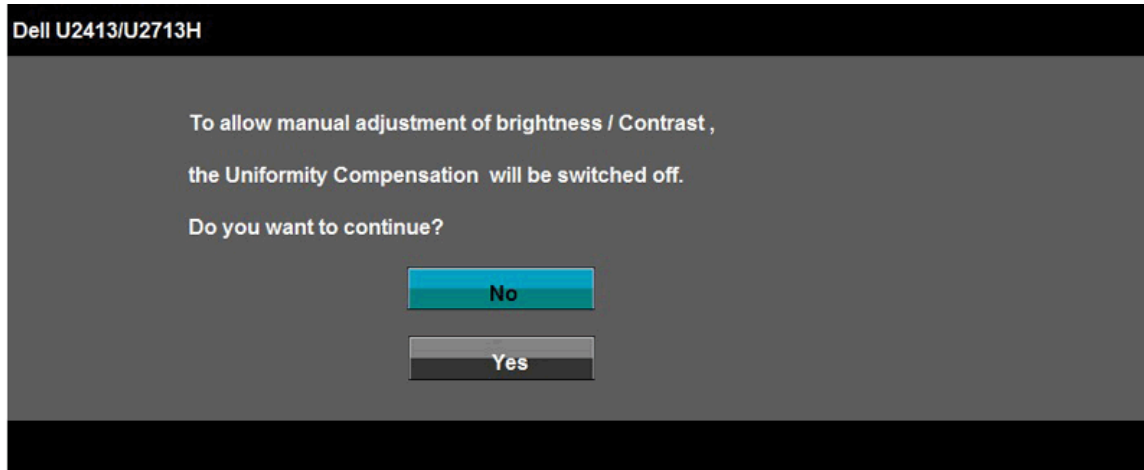 Dell U2413/U2713H
To allow manual adjustment of brightness / Contrast ,
the Uniformity Compensation  will be switched off.
Do you want to continue?
No
Yes